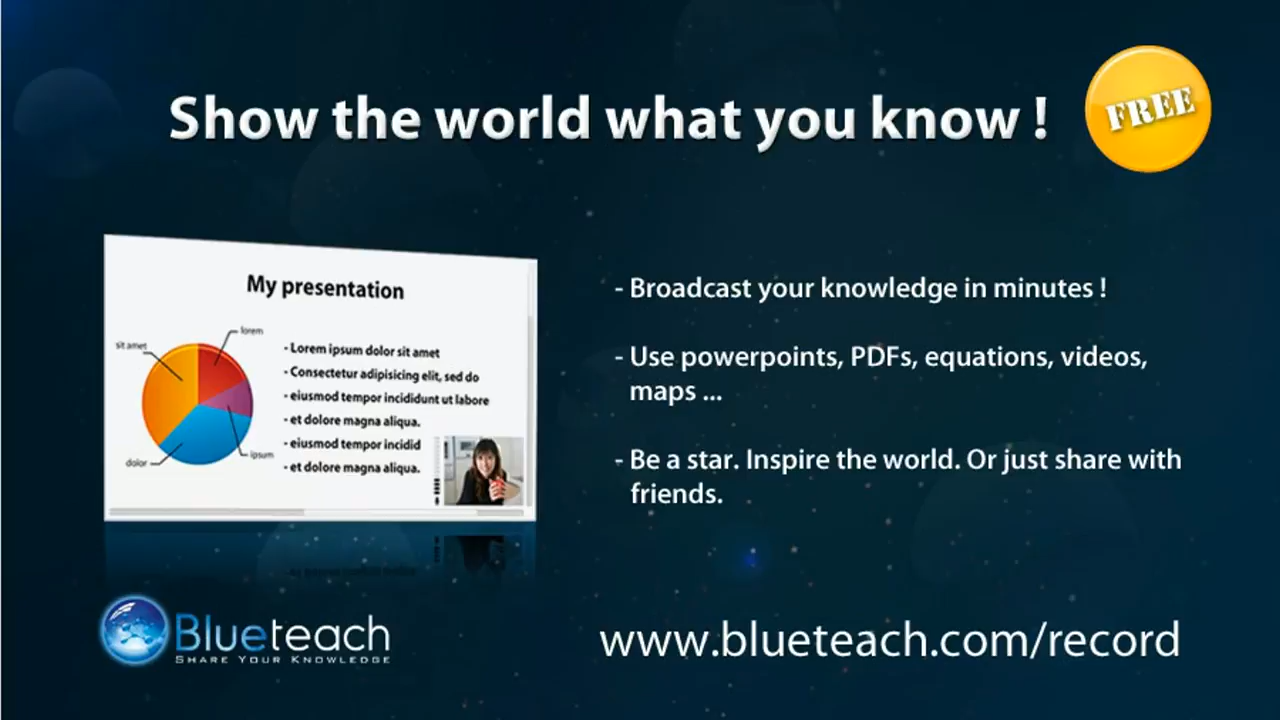 Show the world what you know !
FREE
My presentation
lorem
sit amet
dolor
ipsum
- Lorem ipsum dolor sit amet
- Consectetur adipisicing elit, sed do
- eiusmod tempor incididunt ut labore
- et dolore magna aliqua.
- eiusmod tempor incidid
- et dolore magna aliqua.
- Broadcast your knowledge in minutes !
- Use powerpoints, PDFs, equations, videos,
maps ...
- Be a star. Inspire the world. Or just share with
friends.
Blueteach
SHARE YOUR KNOWLEDGE
www.blueteach.com/record